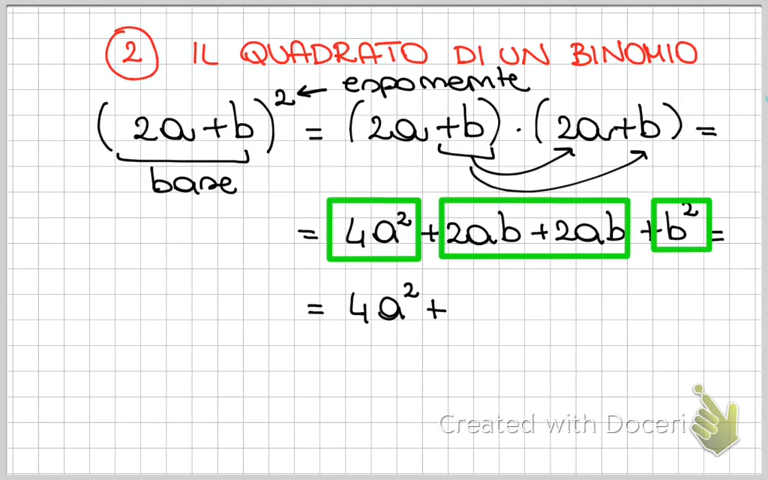 2 IL QUADRATO DI UN BINOMIO
(2a+b)² ← esponente
= (2a+b)·(2a+b) =
base
= 4a² + 2ab + 2ab + b² =
= 4a² +
Created with Doceri